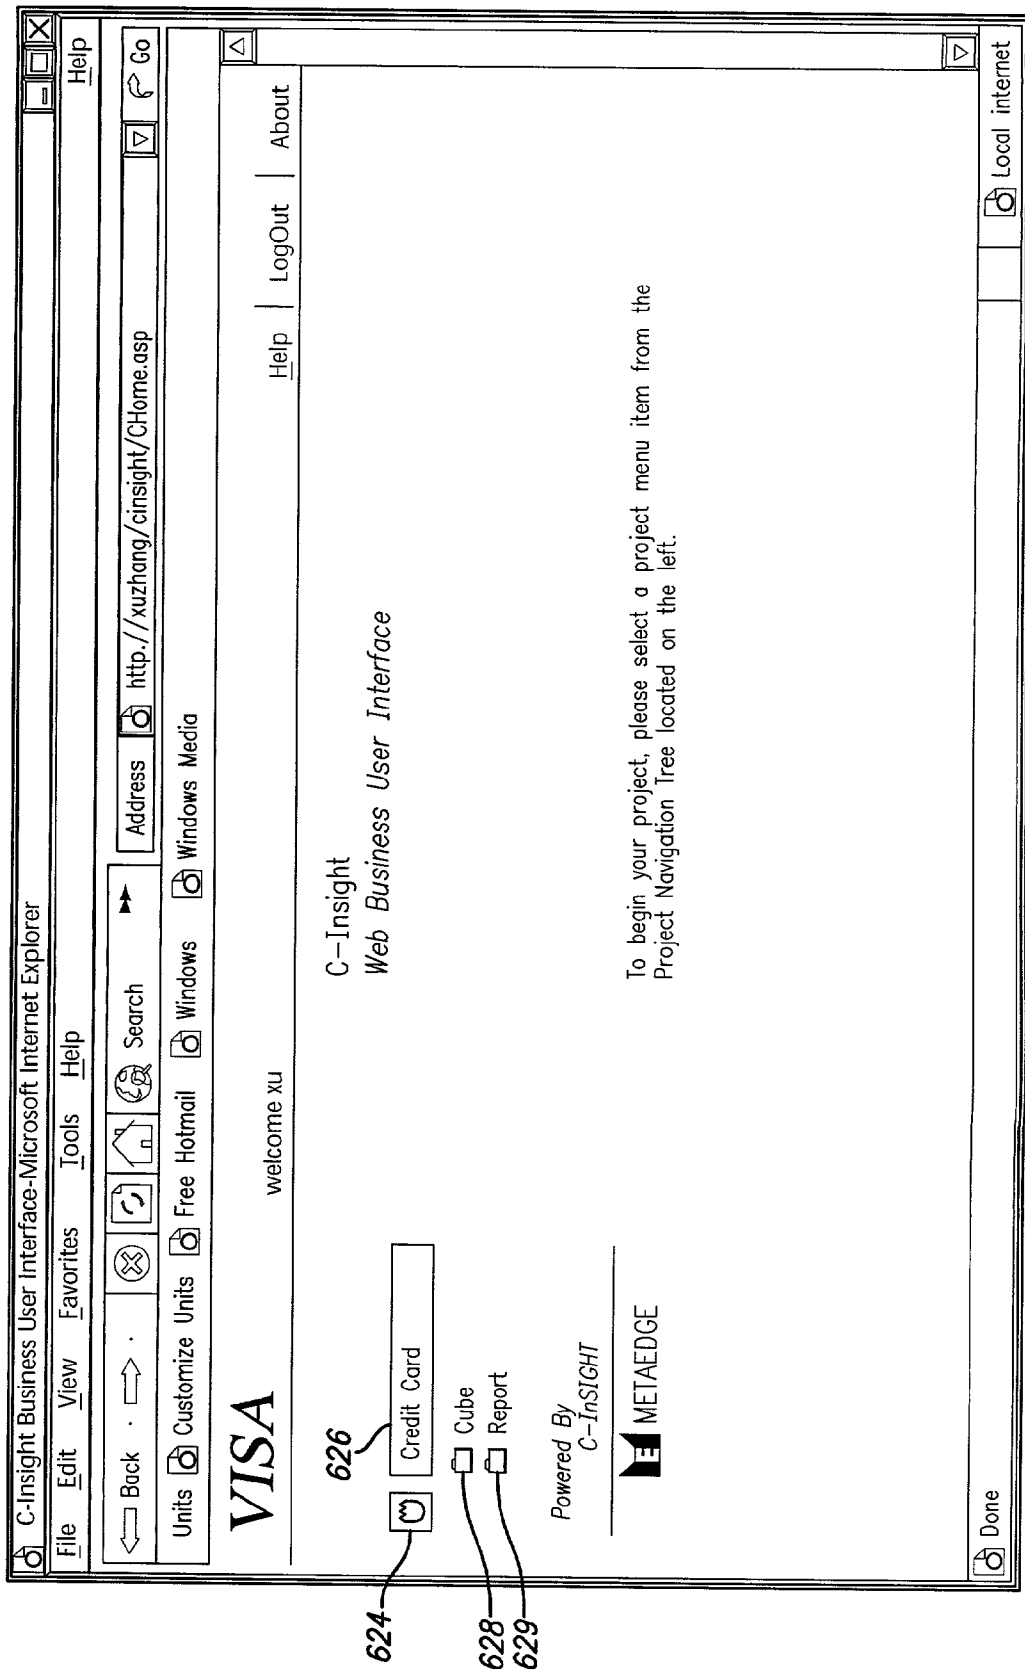 C-Insight Business User Interface-Microsoft Internet Explorer
File Edit View Favorites Tools Help Help
Back Search Address http.//xuzhang/cinsight/CHome.asp Go
Units Customize Units Free Hotmail Windows Windows Media
VISA
welcome xu
Help | LogOut | About
C-Insight
Web Business User Interface
626
624
Credit Card
628
Cube
629
Report
To begin your project, please select a project menu item from the
Project Navigation Tree located on the left.
Powered By
C-InSIGHT
METAEDGE
Done Local internet